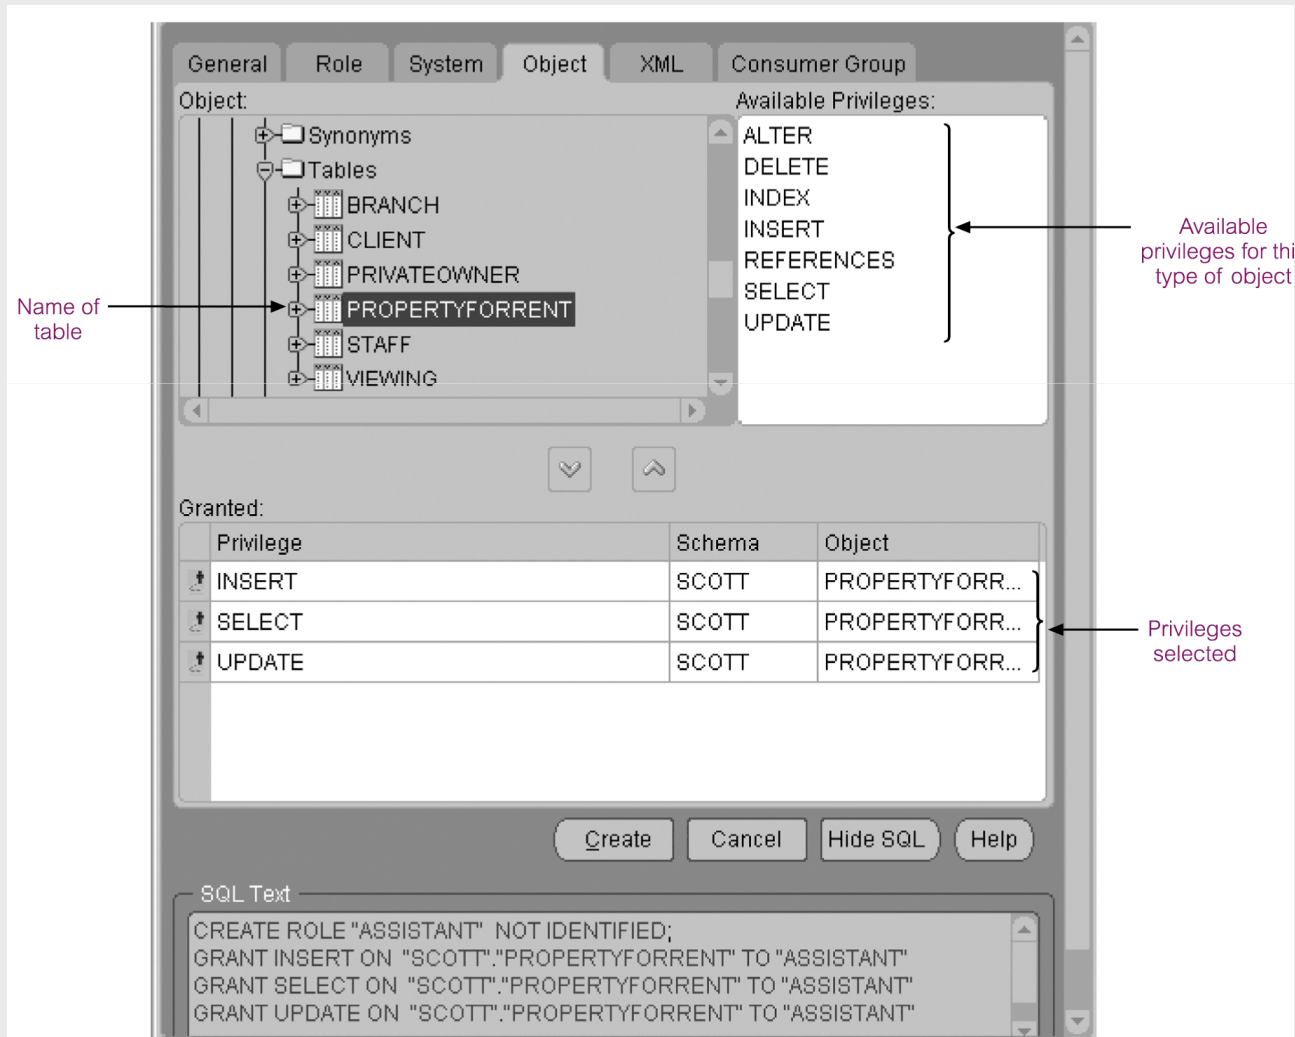 General Role System Object XML Consumer Group
Object:
Synonyms
Tables
BRANCH
CLIENT
PRIVATEOWNER
PROPERTYFORRENT
STAFF
VIEWING
Available Privileges:
ALTER
DELETE
INDEX
INSERT
REFERENCES
SELECT
UPDATE
Name of
table
Available
privileges for thi
type of object
Granted:
Privilege Schema Object
INSERT SCOTT PROPERTYFORR...
SELECT SCOTT PROPERTYFORR...
UPDATE SCOTT PROPERTYFORR...
Privileges
selected
Create Cancel Hide SQL Help
SQL Text
CREATE ROLE "ASSISTANT" NOT IDENTIFIED;
GRANT INSERT ON "SCOTT"."PROPERTYFORRENT" TO "ASSISTANT"
GRANT SELECT ON "SCOTT"."PROPERTYFORRENT" TO "ASSISTANT"
GRANT UPDATE ON "SCOTT"."PROPERTYFORRENT" TO "ASSISTANT"